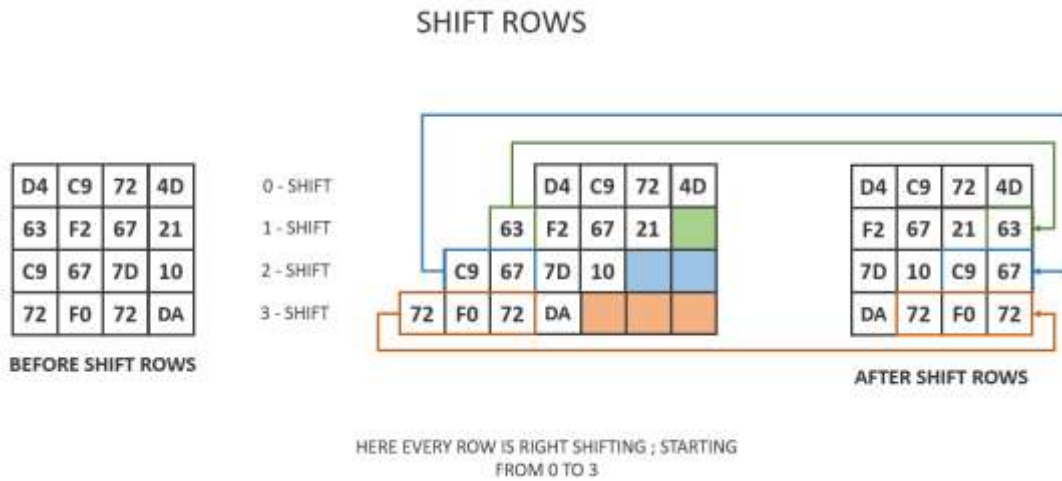 SHIFT ROWS
D4 C9 72 4D
63 F2 67 21
C9 67 7D 10
72 F0 72 DA
BEFORE SHIFT ROWS
0 - SHIFT
1 - SHIFT
2 - SHIFT
3 - SHIFT
D4 C9 72 4D
63 F2 67 21
C9 67 7D 10
72 F0 72 DA
D4 C9 72 4D
F2 67 21 63
7D 10 C9 67
DA 72 F0 72
AFTER SHIFT ROWS
HERE EVERY ROW IS RIGHT SHIFTING ; STARTING
FROM 0 TO 3